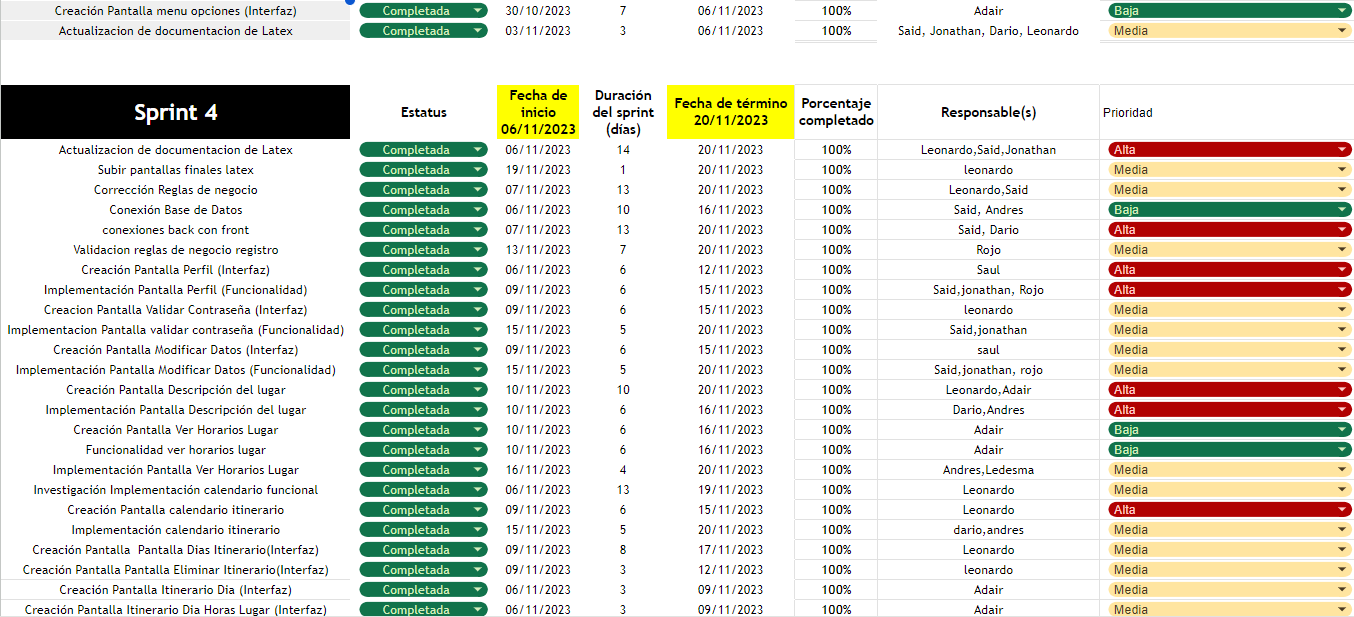 Creación Pantalla menu opciones (Interfaz) Completada 30/10/2023 7 06/11/2023 100% Adair Baja
Actualizacion de documentacion de Latex Completada 03/11/2023 3 06/11/2023 100% Said, Jonathan, Dario, Leonardo Media
Sprint 4 Estatus Fecha de inicio 06/11/2023 Duración del sprint (días) Fecha de término 20/11/2023 Porcentaje completado Responsable(s) Prioridad
Actualizacion de documentacion de Latex Completada 06/11/2023 14 20/11/2023 100% Leonardo,Said,Jonathan Alta
Subir pantallas finales latex Completada 19/11/2023 1 20/11/2023 100% leonardo Media
Corrección Reglas de negocio Completada 07/11/2023 13 20/11/2023 100% Leonardo,Said Media
Conexión Base de Datos Completada 06/11/2023 10 16/11/2023 100% Said, Andres Baja
conexiones back con front Completada 07/11/2023 13 20/11/2023 100% Said, Dario Alta
Validacion reglas de negocio registro Completada 13/11/2023 7 20/11/2023 100% Rojo Media
Creación Pantalla Perfil (Interfaz) Completada 06/11/2023 6 12/11/2023 100% Saul Alta
Implementación Pantalla Perfil (Funcionalidad) Completada 09/11/2023 6 15/11/2023 100% Said,jonathan, Rojo Alta
Creacion Pantalla Validar Contraseña (Interfaz) Completada 09/11/2023 6 15/11/2023 100% leonardo Media
Implementacion Pantalla validar contraseña (Funcionalidad) Completada 15/11/2023 5 20/11/2023 100% Said,jonathan Media
Creación Pantalla Modificar Datos (Interfaz) Completada 09/11/2023 6 15/11/2023 100% saul Media
Implementación Pantalla Modificar Datos (Funcionalidad) Completada 15/11/2023 5 20/11/2023 100% Said,jonathan, rojo Media
Creación Pantalla Descripción del lugar Completada 10/11/2023 10 20/11/2023 100% Leonardo,Adair Alta
Implementación Pantalla Descripción del lugar Completada 10/11/2023 6 16/11/2023 100% Dario,Andres Alta
Creación Pantalla Ver Horarios Lugar Completada 10/11/2023 6 16/11/2023 100% Adair Baja
Funcionalidad ver horarios lugar Completada 10/11/2023 6 16/11/2023 100% Adair Baja
Implementación Pantalla Ver Horarios Lugar Completada 16/11/2023 4 20/11/2023 100% Andres,Ledesma Media
Investigación Implementación calendario funcional Completada 06/11/2023 13 19/11/2023 100% Leonardo Media
Creación Pantalla calendario itinerario Completada 09/11/2023 6 15/11/2023 100% Leonardo Alta
Implementación calendario itinerario Completada 15/11/2023 5 20/11/2023 100% dario,andres Media
Creación Pantalla Pantalla Dias Itinerario(Interfaz) Completada 09/11/2023 8 17/11/2023 100% Leonardo Media
Creación Pantalla Pantalla Eliminar Itinerario(Interfaz) Completada 09/11/2023 3 12/11/2023 100% leonardo Media
Creación Pantalla Itinerario Dia (Interfaz) Completada 06/11/2023 3 09/11/2023 100% Adair Media
Creación Pantalla Itinerario Dia Horas Lugar (Interfaz) Completada 06/11/2023 3 09/11/2023 100% Adair Media